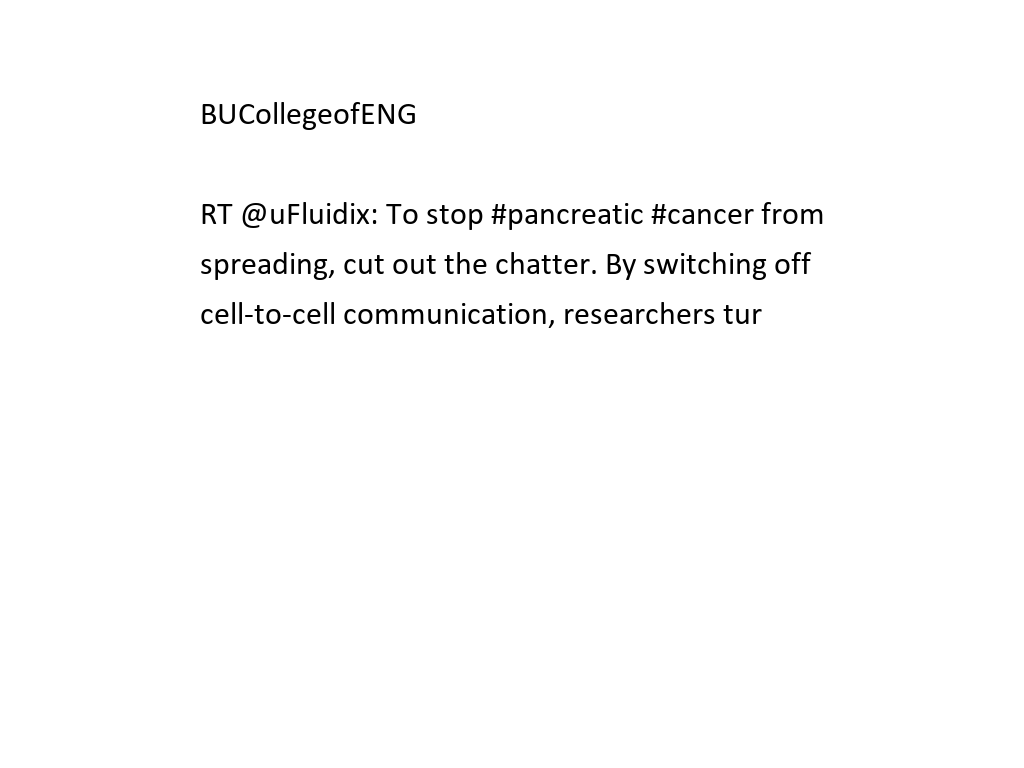 BUCollegeofENG
RT @uFluidix: To stop #pancreatic #cancer from
spreading, cut out the chatter. By switching off
cell-to-cell communication, researchers tur